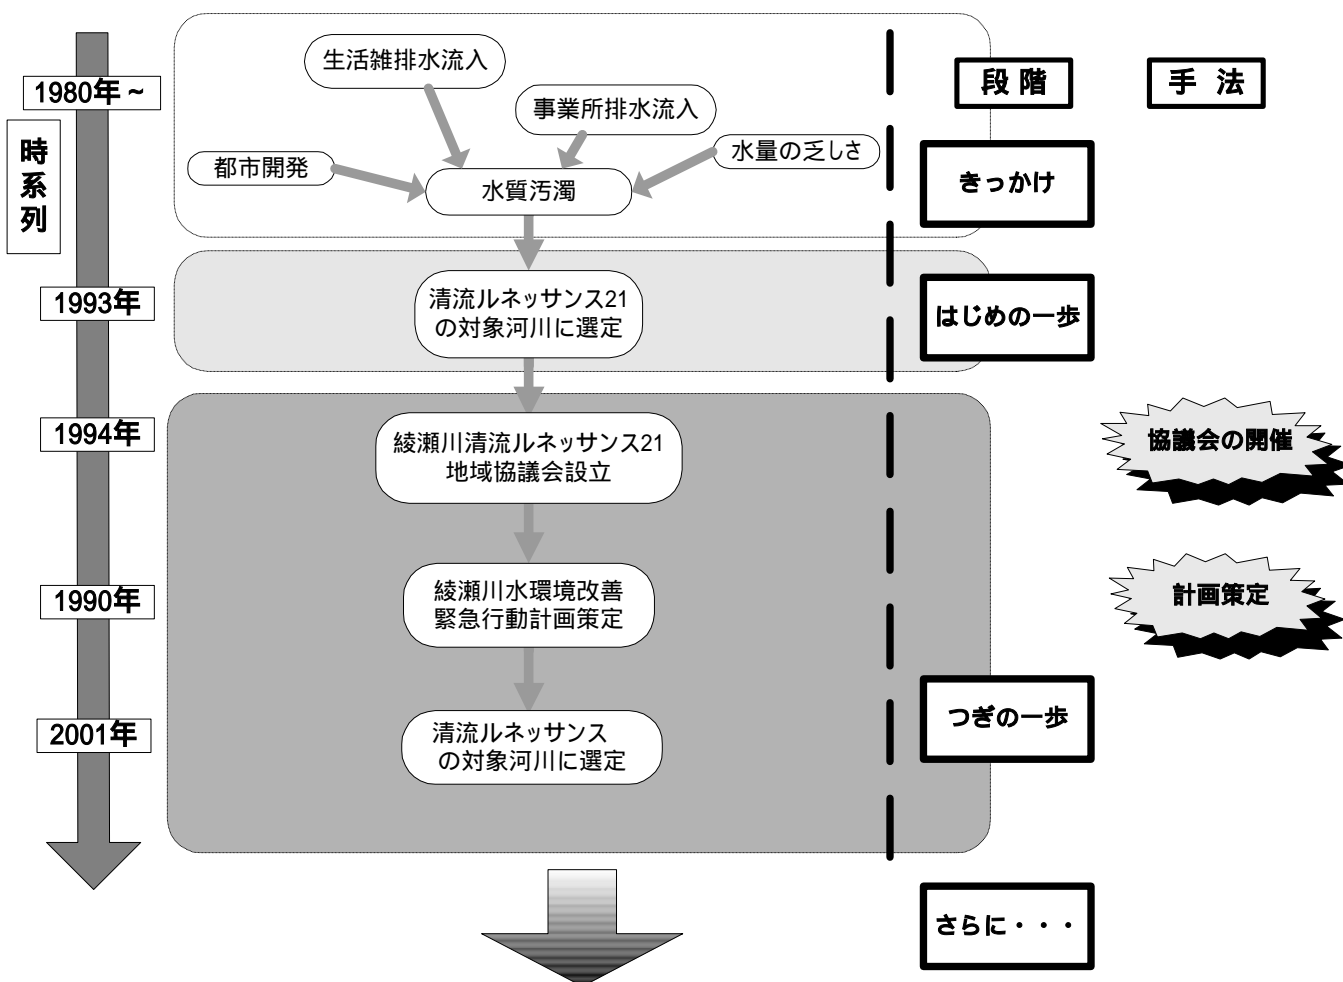 段 階
手 法
1980年～
時系列
生活雑排水流入
事業所排水流入
都市開発
水量の乏しさ
水質汚濁
きっかけ
1993年
清流ルネッサンス21
の対象河川に選定
はじめの一歩
1994年
綾瀬川清流ルネッサンス21
地域協議会設立
協議会の開催
1990年
綾瀬川水環境改善
緊急行動計画策定
計画策定
2001年
清流ルネッサンス
の対象河川に選定
つぎの一歩
さらに・・・